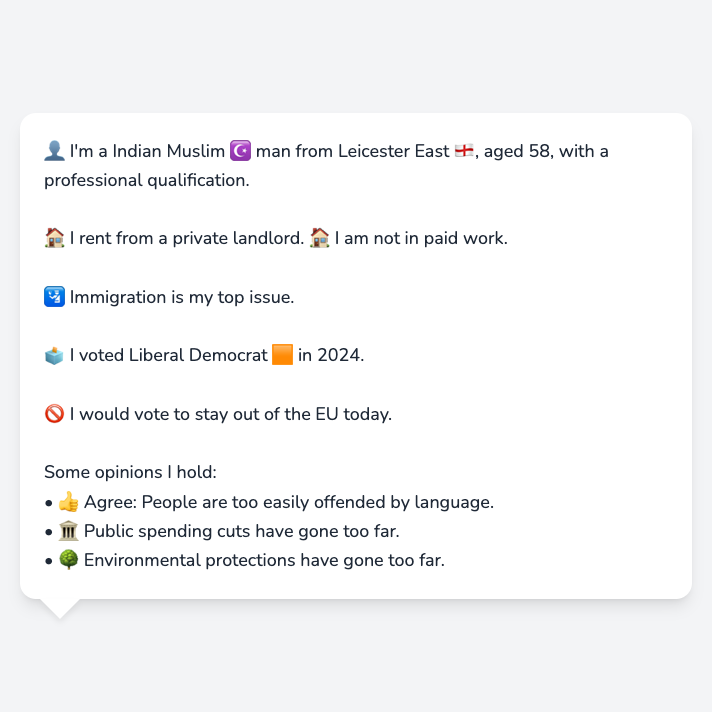 👤 I'm a Indian Muslim ☪️ man from Leicester East 🏴󠁧󠁢󠁥󠁮󠁧󠁿, aged 58, with a
professional qualification.
🏠 I rent from a private landlord. 🏠 I am not in paid work.
🛂 Immigration is my top issue.
🗳️ I voted Liberal Democrat 🟧 in 2024.
🚫 I would vote to stay out of the EU today.
Some opinions I hold:
• 👍 Agree: People are too easily offended by language.
• 🏛️ Public spending cuts have gone too far.
• 🌳 Environmental protections have gone too far.